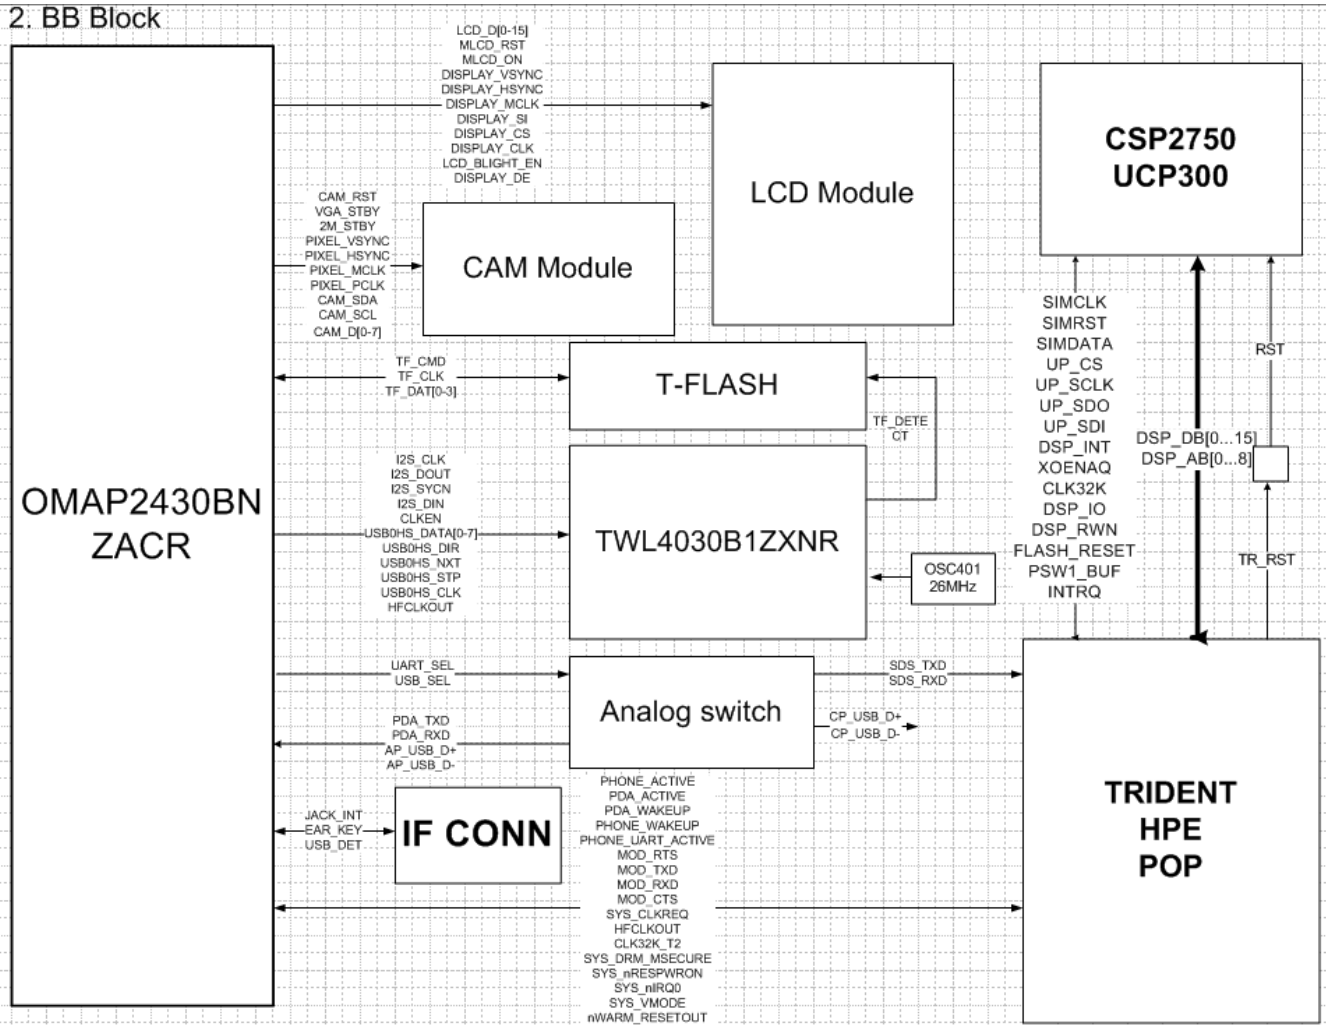 2. BB Block
LCD_D[0-15]
MLCD_RST
MLCD_ON
DISPLAY_VSYNC
DISPLAY_HSYNC
DISPLAY_MCLK
DISPLAY_SI
DISPLAY_CS
DISPLAY_CLK
LCD_BLIGHT_EN
DISPLAY_DE
LCD Module
CSP2750
UCP300
CAM_RST
VGA_STBY
2M_STBY
PIXEL_VSYNC
PIXEL_HSYNC
PIXEL_MCLK
PIXEL_PCLK
CAM_SDA
CAM_SCL
CAM_D[0-7]
CAM Module
TF_CMD
TF_CLK
TF_DAT[0-3]
T-FLASH
TF_DETE
CT
OMAP2430BN
ZACR
I2S_CLK
I2S_DOUT
I2S_SYCN
I2S_DIN
CLKEN
USB0HS_DATA[0-7]
USB0HS_DIR
USB0HS_NXT
USB0HS_STP
USB0HS_CLK
HFCLKOUT
TWL4030B1ZXNR
OSC401
26MHz
SIMCLK
SIMRST
SIMDATA
UP_CS
UP_SCLK
UP_SDO
UP_SDI
DSP_INT
XOENAQ
CLK32K
DSP_IO
DSP_RWN
FLASH_RESET
PSW1_BUF
INTRQ
DSP_DB[0...15]
DSP_AB[0...8]
RST
TR_RST
UART_SEL
USB_SEL
Analog switch
SDS_TXD
SDS_RXD
CP_USB_D+
CP_USB_D-
PDA_TXD
PDA_RXD
AP_USB_D+
AP_USB_D-
JACK_INT
EAR_KEY
USB_DET
IF CONN
PHONE_ACTIVE
PDA_ACTIVE
PDA_WAKEUP
PHONE_WAKEUP
PHONE_UART_ACTIVE
MOD_RTS
MOD_TXD
MOD_RXD
MOD_CTS
SYS_CLKREQ
HFCLKOUT
CLK32K_T2
SYS_DRM_MSECURE
SYS_nRESPWRON
SYS_nIRQ0
SYS_VMODE
nWARM_RESETOUT
TRIDENT
HPE
POP